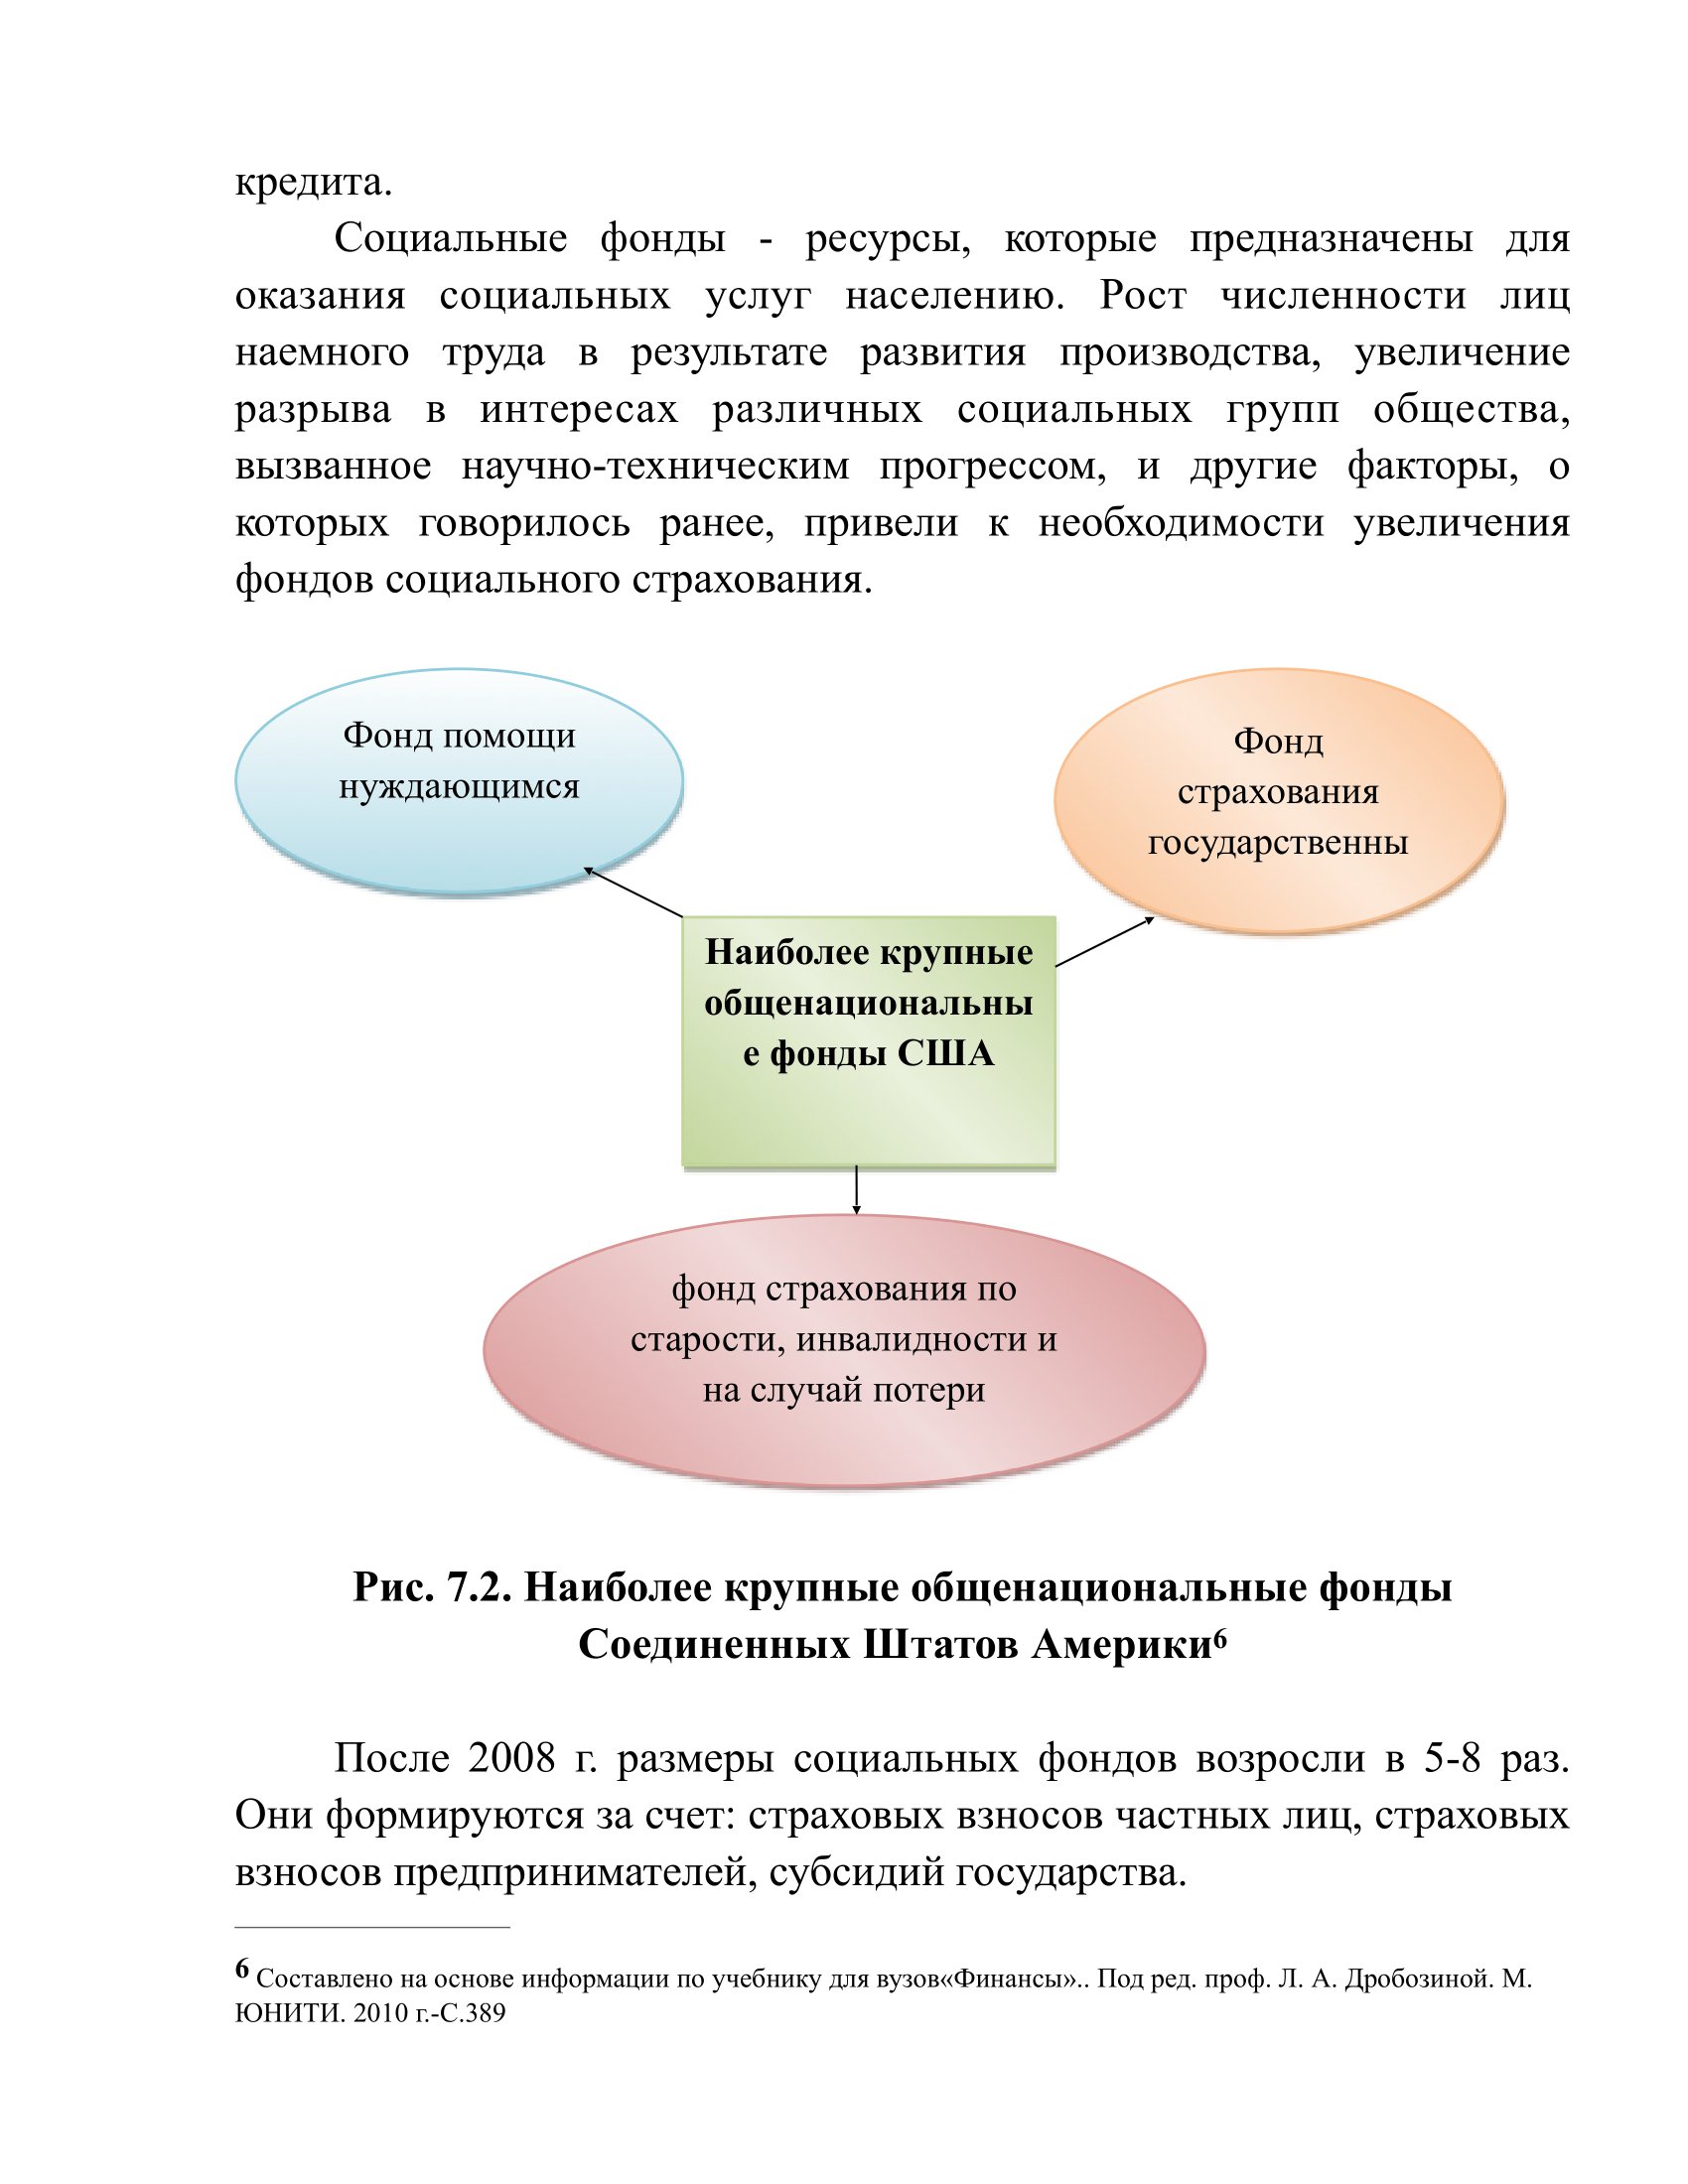 кредита.
Социальные фонды - ресурсы, которые предназначены для
оказания социальных услуг населению. Рост численности лиц
наемного труда в результате развития производства, увеличение
разрыва в интересах различных социальных групп общества,
вызванное научно-техническим прогрессом, и другие факторы, о
которых говорилось ранее, привели к необходимости увеличения
фондов социального страхования.
Фонд помощи
нуждающимся
Фонд
страхования
государственны
Наиболее крупные
общенациональны
е фонды США
фонд страхования по
старости, инвалидности и
на случай потери
Рис. 7.2. Наиболее крупные общенациональные фонды
Соединенных Штатов Америки6
После 2008 г. размеры социальных фондов возросли в 5-8 раз.
Они формируются за счет: страховых взносов частных лиц, страховых
взносов предпринимателей, субсидий государства.
6 Составлено на основе информации по учебнику для вузов«Финансы».. Под ред. проф. Л. А. Дробозиной. М.
ЮНИТИ. 2010 г.-С.389